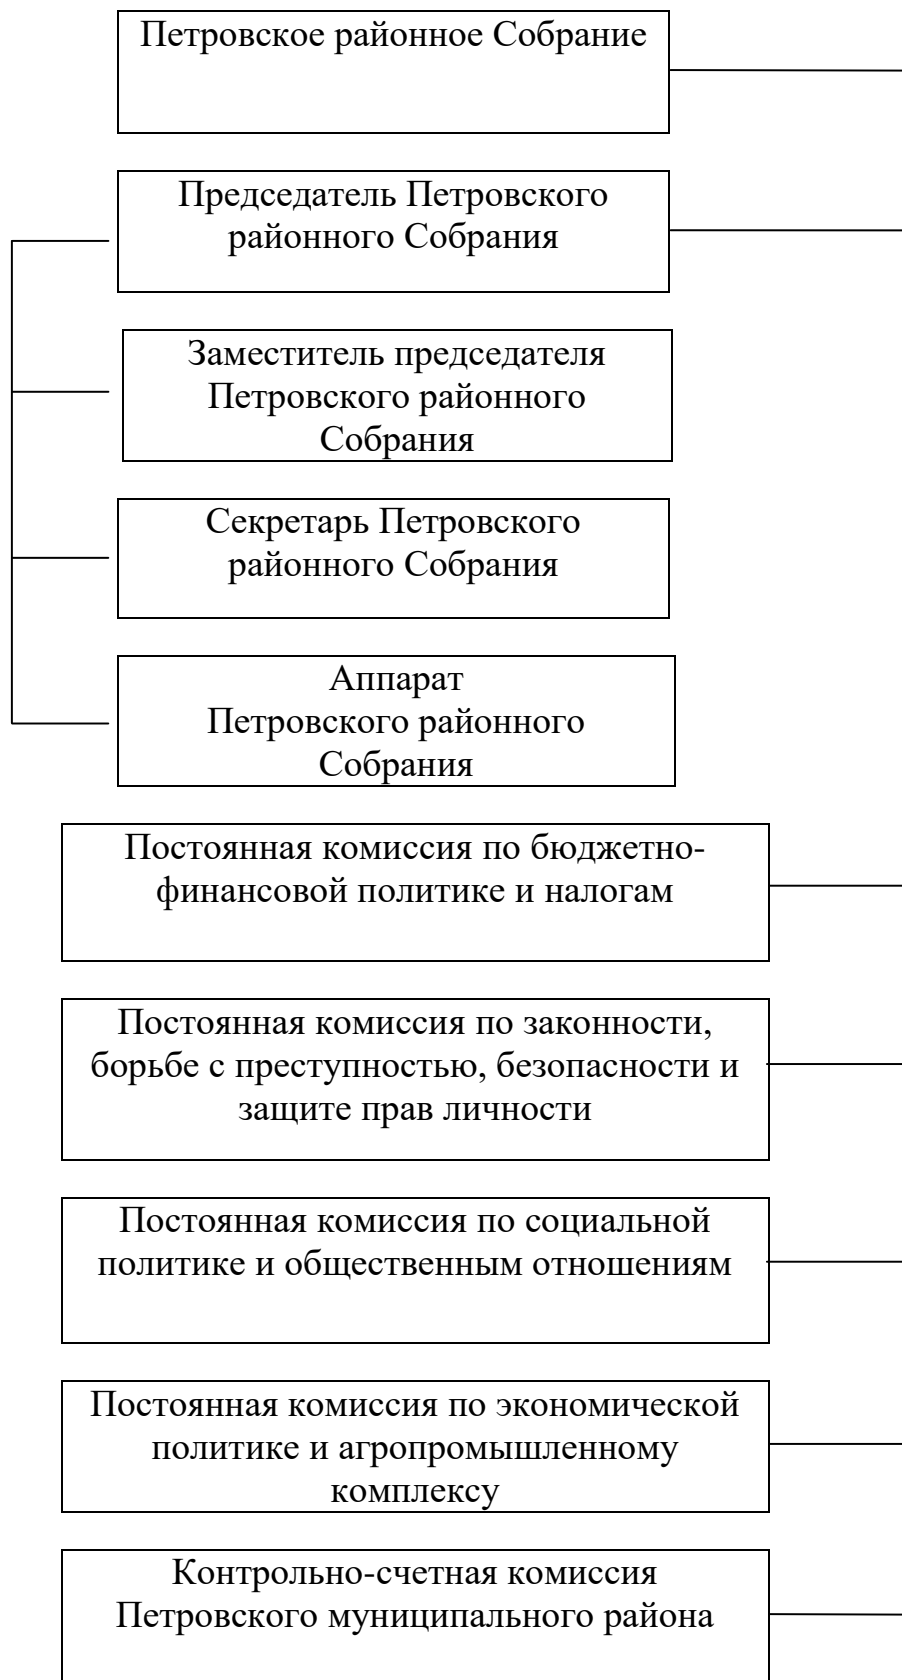 Петровское районное Собрание
Председатель Петровского
районного Собрания
Заместитель председателя
Петровского районного
Собрания
Секретарь Петровского
районного Собрания
Аппарат
Петровского районного
Собрания
Постоянная комиссия по бюджетно-
финансовой политике и налогам
Постоянная комиссия по законности,
борьбе с преступностью, безопасности и
защите прав личности
Постоянная комиссия по социальной
политике и общественным отношениям
Постоянная комиссия по экономической
политике и агропромышленному
комплексу
Контрольно-счетная комиссия
Петровского муниципального района